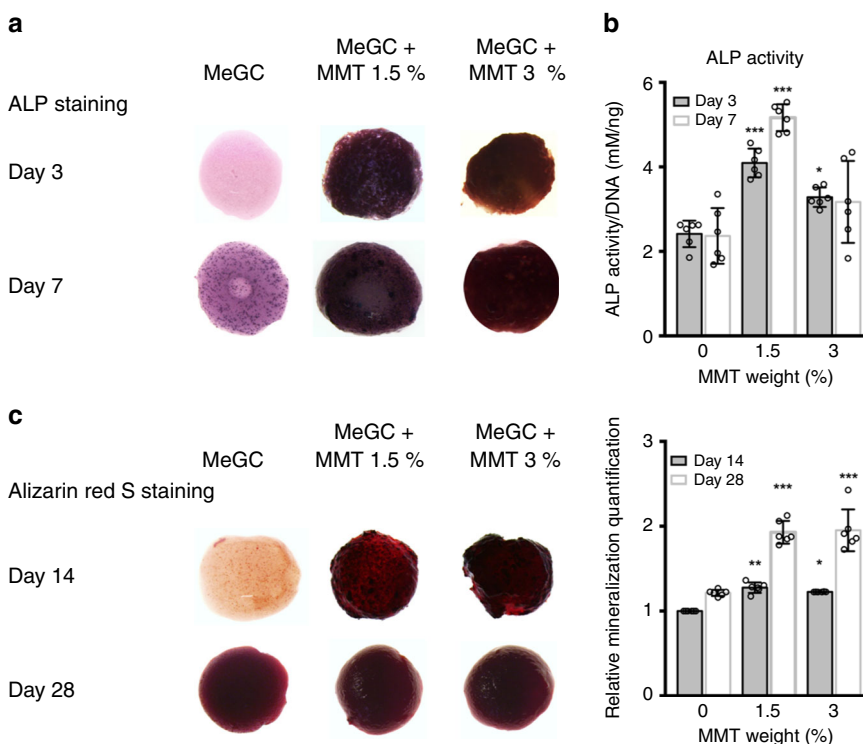 a
MeGC
MeGC +
MMT 1.5 %
MeGC +
MMT 3 %
ALP staining
Day 3
Day 7
b
ALP activity
ALP activity/DNA (mM/ng)
6
4
2
0
Day 3
Day 7
***
***
*
0 1.5 3
MMT weight (%)
c
MeGC
MeGC +
MMT 1.5 %
MeGC +
MMT 3 %
Alizarin red S staining
Day 14
Day 28
Relative mineralization quantification
3
2
1
0
Day 14
Day 28
**
***
*
***
0 1.5 3
MMT weight (%)